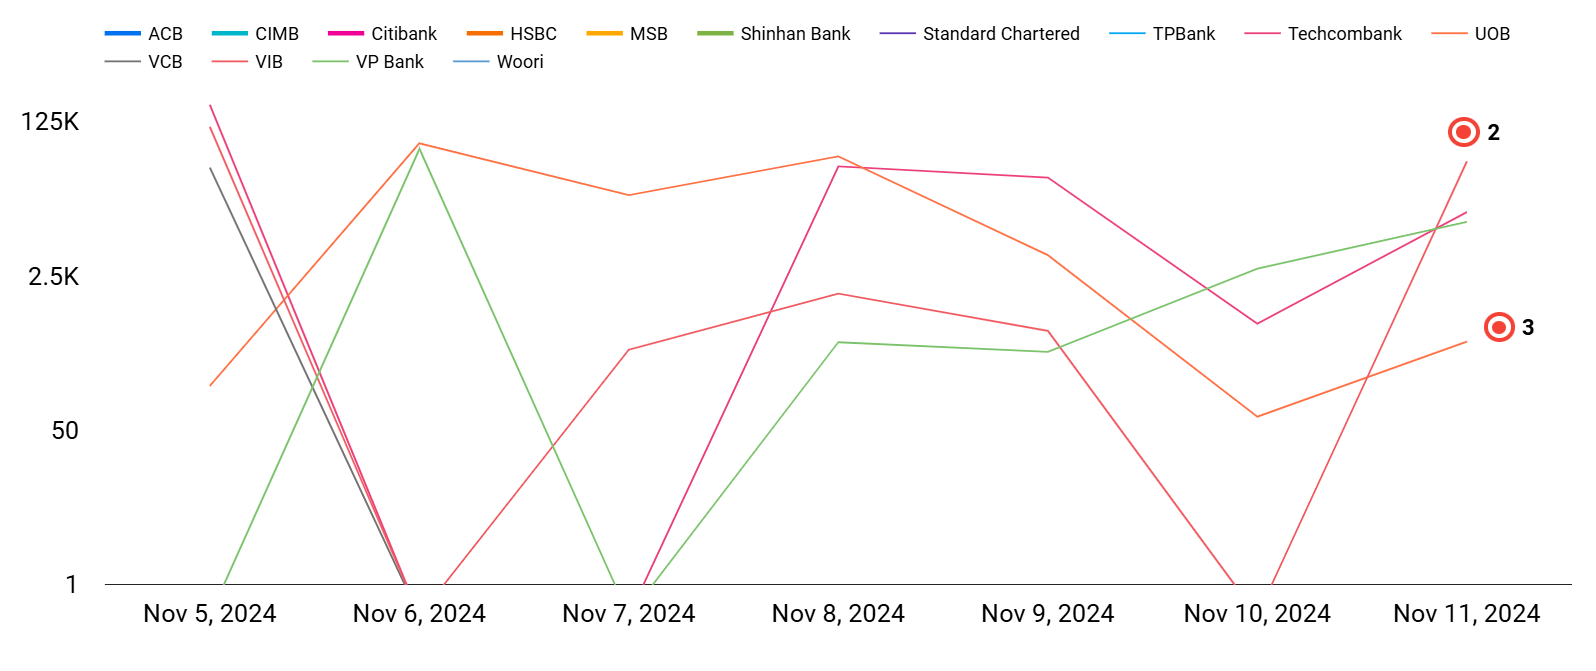 ACB CIMB Citibank HSBC MSB Shinhan Bank Standard Chartered TPBank Techcombank UOB
VCB VIB VP Bank Woori
125K
2
2.5K
3
50
1
Nov 5, 2024 Nov 6, 2024 Nov 7, 2024 Nov 8, 2024 Nov 9, 2024 Nov 10, 2024 Nov 11, 2024